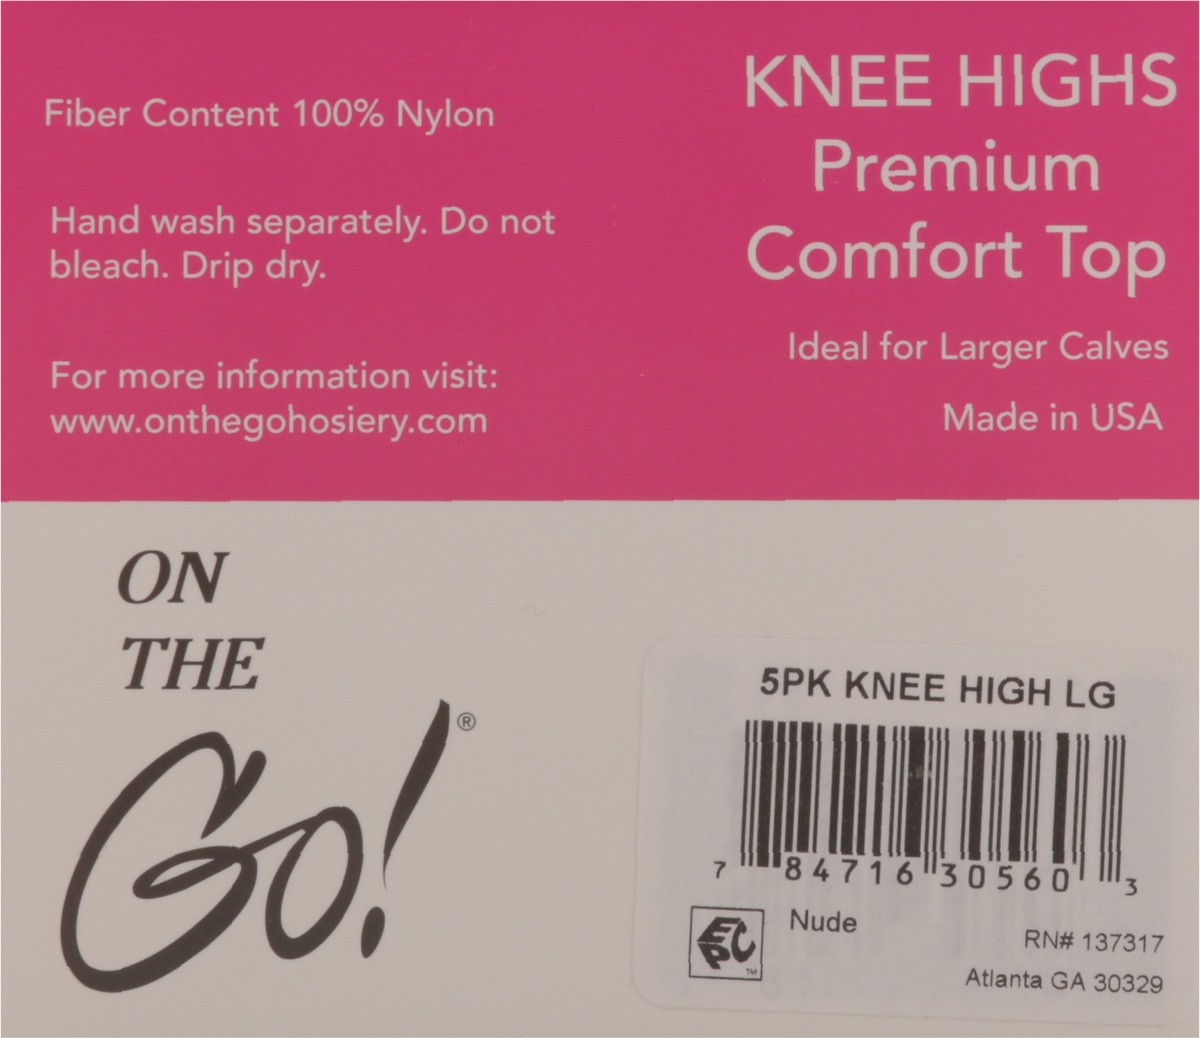 Fiber Content 100% Nylon
Hand wash separately. Do not
bleach. Drip dry.
For more information visit:
www.onthegohosiery.com
KNEE HIGHS
Premium
Comfort Top
Ideal for Larger Calves
Made in USA
ON
THE
Go!®
5PK KNEE HIGH LG
7 84716 30560 3
EPC™
Nude
RN# 137317
Atlanta GA 30329